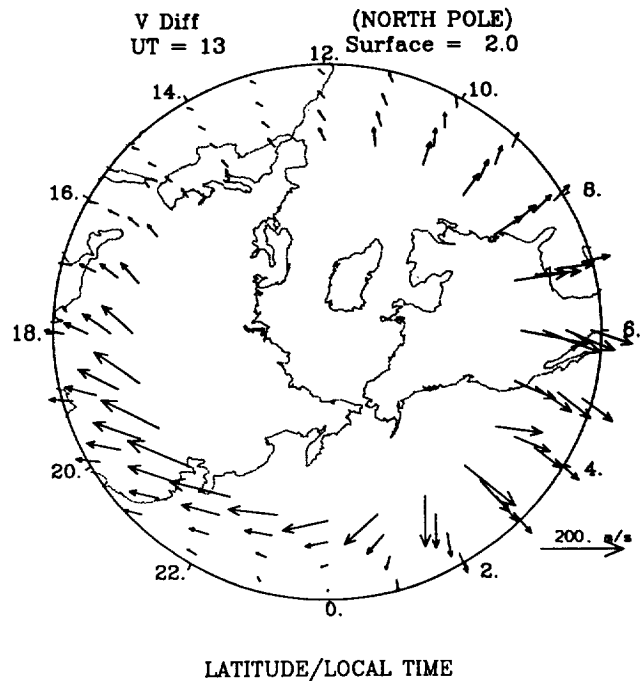 V Diff (NORTH POLE)
UT = 13 Surface = 2.0
12.
14. 10.
16. 8.
18. 6.
20. 4.
200. m/s
22. 2.
0.
LATITUDE/LOCAL TIME